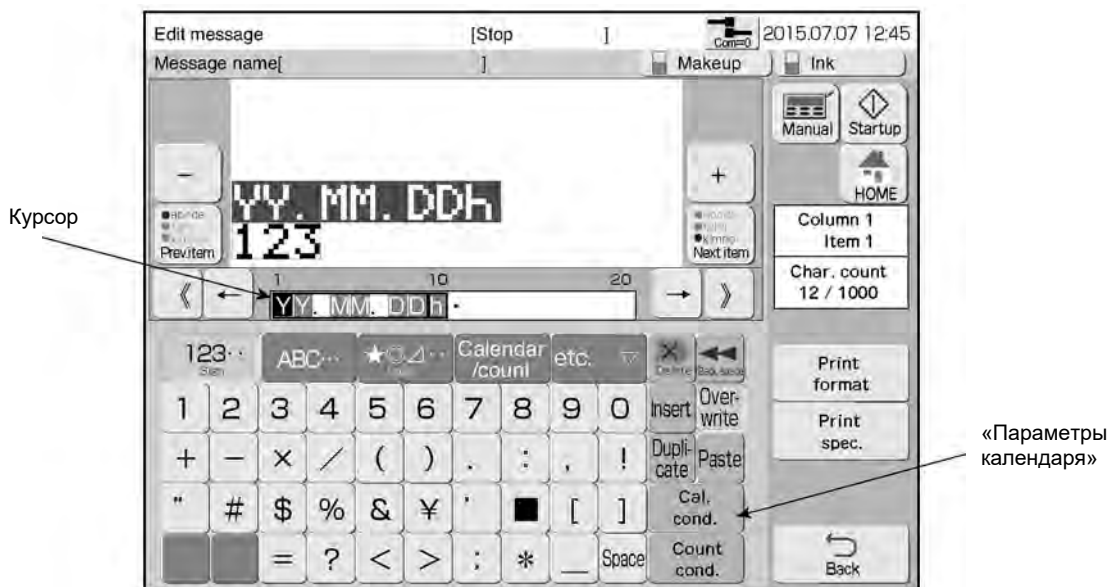 Edit message [Stop ] Com=0 2015.07.07 12:45
Message name[ ] Makeup Ink
Manual Startup
HOME
− +
YY.MM.DDh
123
Курсор
Prev.item Next item
Column 1
Item 1
Char. count
12 / 1000
1 10 20
《 ← YY.MM.DDh・ → 》
123‥ ABC… ★◎⊿‥ Calendar
/count etc. ▽
Print
format
1 2 3 4 5 6 7 8 9 0 Insert Over-
write
Print
spec.
+ − × / ( ) . : , ! Dupli-
cate Paste
«Параметры
календаря»
" # $ % & ¥ ' ■ [ ] Cal.
cond.
= ? < > ; * _ Space Count
cond.
Back